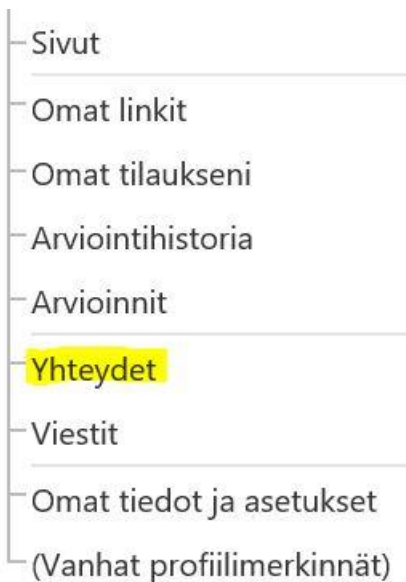 Sivut
Omat linkit
Omat tilaukseni
Arviointihistoria
Arvioinnit
Yhteydet
Viestit
Omat tiedot ja asetukset
(Vanhat profiilimerkinnät)